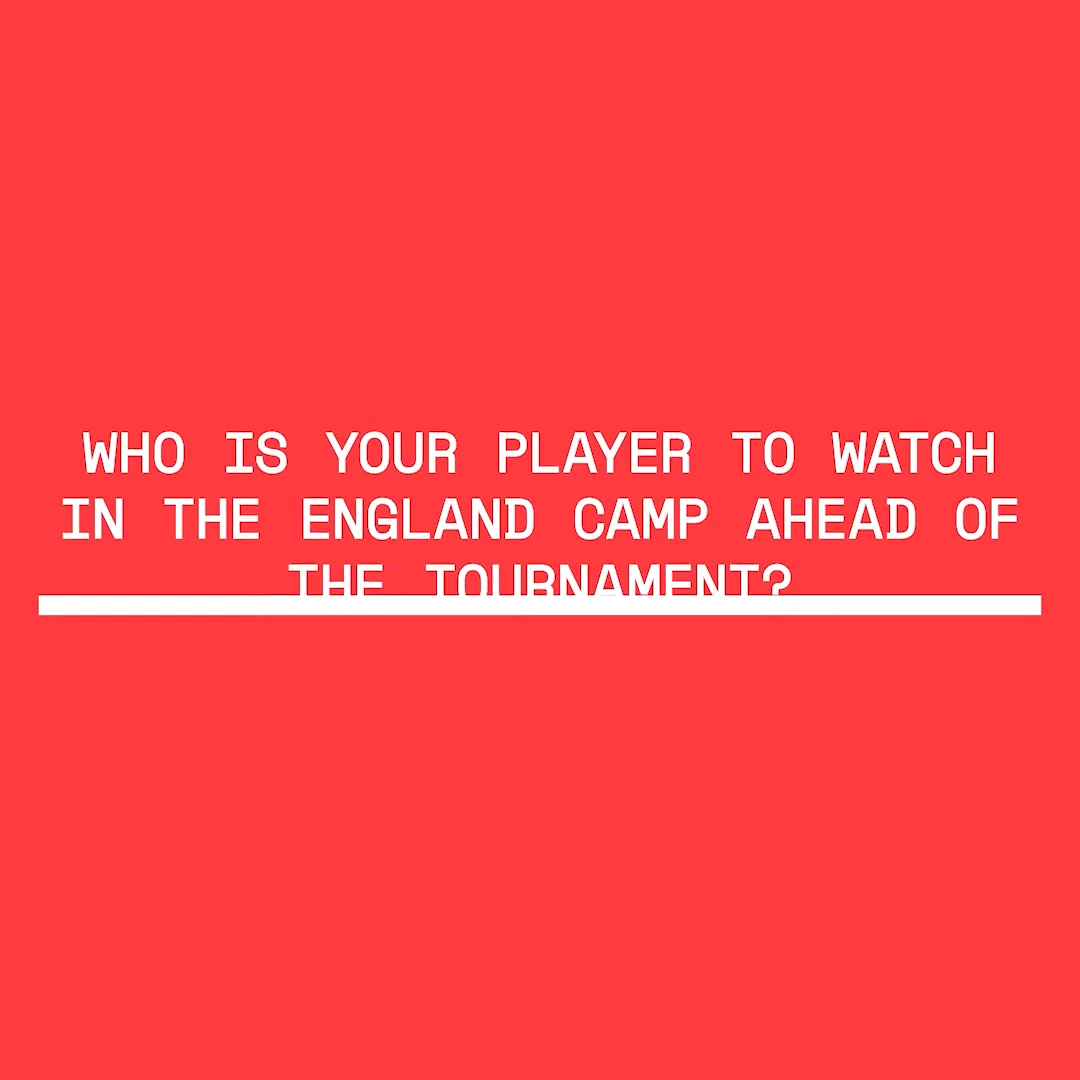 WHO IS YOUR PLAYER TO WATCH
IN THE ENGLAND CAMP AHEAD OF
THE TOURNAMENT?